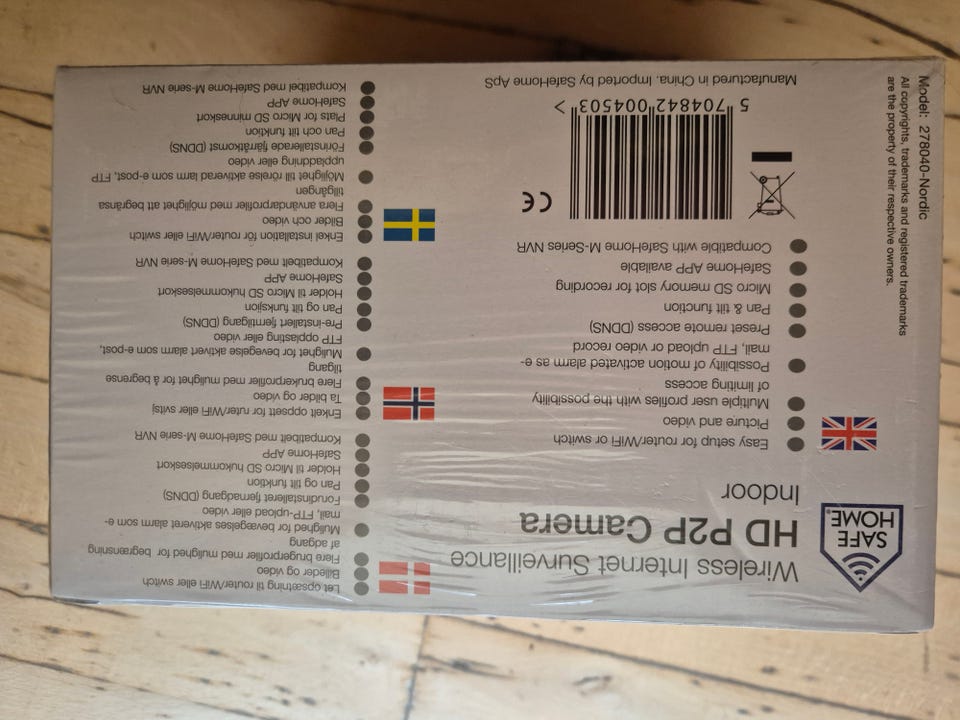 SAFE
HOME
Wireless Internet Surveillance
HD P2P Camera
Indoor
Easy setup for router/WiFi or switch
Picture and video
Multiple user profiles with the possibility
of limiting access
Possibility of motion activated alarm as e-
mail, FTP upload or video record
Preset remote access (DDNS)
Pan & tilt function
Micro SD memory slot for recording
SafeHome APP available
Compatible with SafeHome M-Series NVR
CE
5 704842 004503 >
Manufactured in China. Imported by SafeHome ApS
Let opsætning til router/WiFi eller switch
Billeder og video
Flere brugerprofiler med mulighed for begrænsning
af adgang
Mulighed for bevægelses aktiveret alarm som e-
mail, FTP-upload eller video
Forudinstalleret fjernadgang (DDNS)
Pan og tilt funktion
Holder til Micro SD hukommelseskort
SafeHome APP
Kompatibelt med SafeHome M-serie NVR
Enkelt oppsett for ruter/WiFi eller svitsj
Ta bilder og video
Flere brukerprofiler med mulighet for å begrense
tilgang
Mulighet for bevegelse aktivert alarm som e-post,
FTP opplasting eller video
Pre-installert fjerntilgang (DDNS)
Pan og tilt funksjon
Holder til Micro SD hukommelseskort
SafeHome APP
Kompatibelt med SafeHome M-serie NVR
Enkel installation för router/WiFi eller switch
Bilder och video
Flera användarprofiler med möjlighet att begränsa
tillgången
Möjlighet till rörelse aktiverad larm som e-post, FTP
uppladdning eller video
Förinstallerade fjärråtkomst (DDNS)
Pan och tilt funktion
Plats for Micro SD minneskort
SafeHome APP
Kompatibel med SafeHome M-serie NVR
Model: 278040-Nordic
All copyrights, trademarks and registered trademarks
are the property of their respective owners.